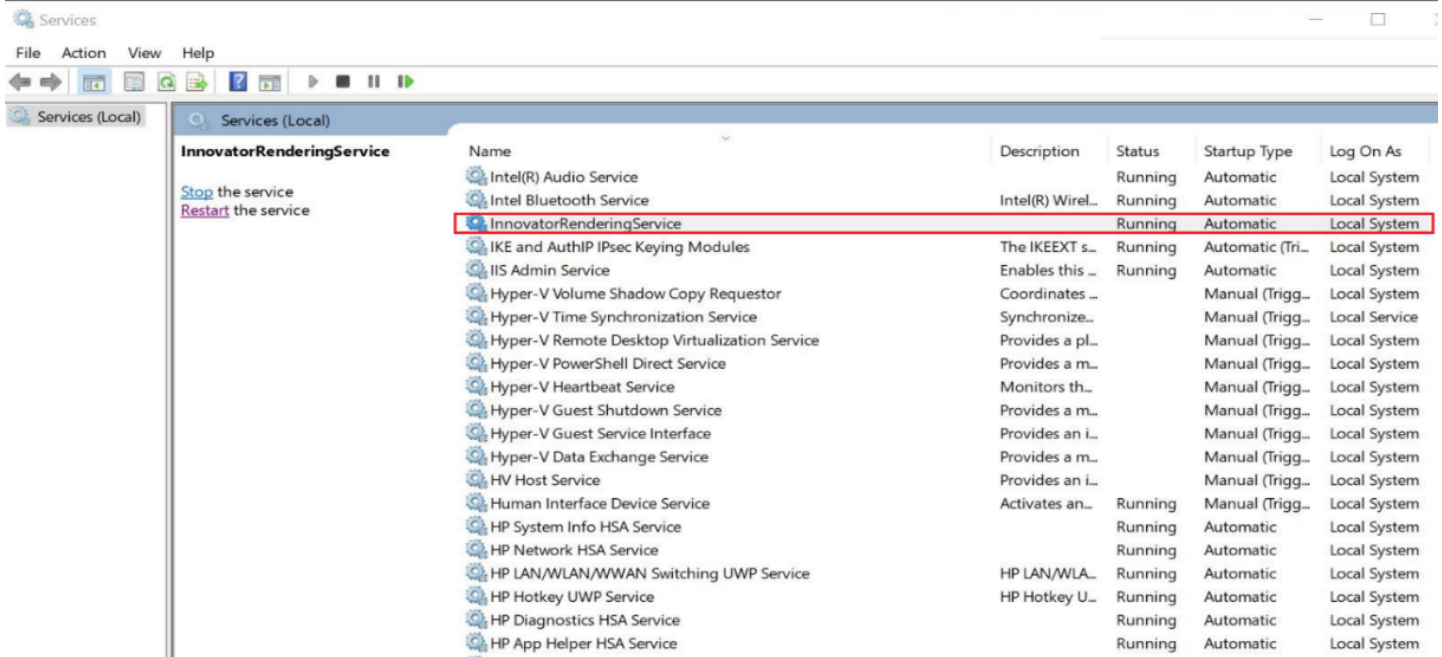 Services
File Action View Help
Services (Local)
Services (Local)
InnovatorRenderingService
Stop the service
Restart the service
Name Description Status Startup Type Log On As
Intel(R) Audio Service Running Automatic Local System
Intel Bluetooth Service Intel(R) Wirel... Running Automatic Local System
InnovatorRenderingService Running Automatic Local System
IKE and AuthIP IPsec Keying Modules The IKEEXT s... Running Automatic (Tri... Local System
IIS Admin Service Enables this ... Running Automatic Local System
Hyper-V Volume Shadow Copy Requestor Coordinates ... Manual (Trigg... Local System
Hyper-V Time Synchronization Service Synchronize... Manual (Trigg... Local Service
Hyper-V Remote Desktop Virtualization Service Provides a pl... Manual (Trigg... Local System
Hyper-V PowerShell Direct Service Provides a m... Manual (Trigg... Local System
Hyper-V Heartbeat Service Monitors th... Manual (Trigg... Local System
Hyper-V Guest Shutdown Service Provides a m... Manual (Trigg... Local System
Hyper-V Guest Service Interface Provides an i... Manual (Trigg... Local System
Hyper-V Data Exchange Service Provides a m... Manual (Trigg... Local System
HV Host Service Provides an i... Manual (Trigg... Local System
Human Interface Device Service Activates an... Running Manual (Trigg... Local System
HP System Info HSA Service Running Automatic Local System
HP Network HSA Service Running Automatic Local System
HP LAN/WLAN/WWAN Switching UWP Service HP LAN/WLA... Running Automatic Local System
HP Hotkey UWP Service HP Hotkey U... Running Automatic Local System
HP Diagnostics HSA Service Running Automatic Local System
HP App Helper HSA Service Running Automatic Local System